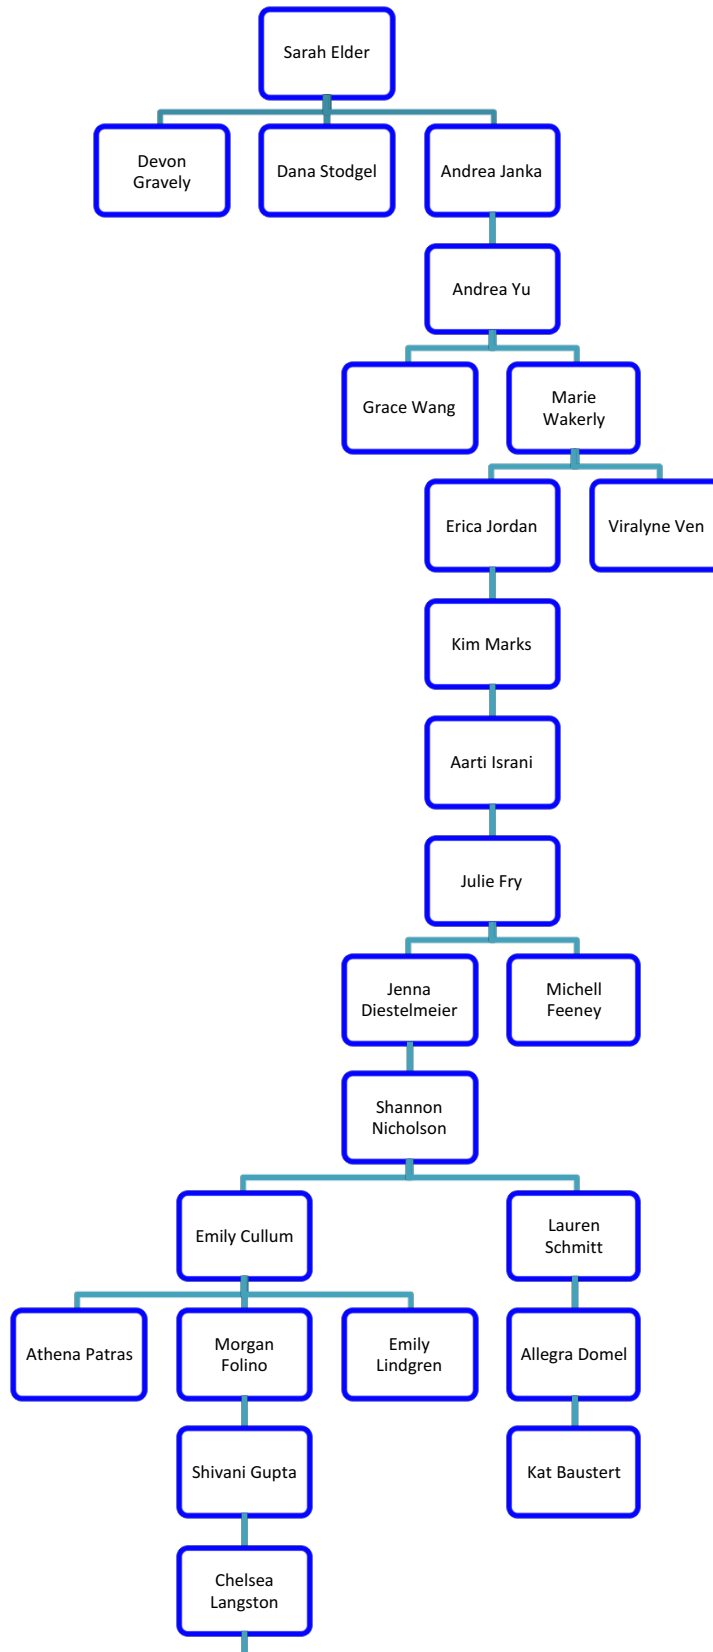 Sarah Elder
Devon
Gravely
Dana Stodgel
Andrea Janka
Andrea Yu
Grace Wang
Marie
Wakerly
Erica Jordan
Viralyne Ven
Kim Marks
Aarti Israni
Julie Fry
Jenna
Diestelmeier
Michell
Feeney
Shannon
Nicholson
Emily Cullum
Lauren
Schmitt
Athena Patras
Morgan
Folino
Emily
Lindgren
Allegra Domel
Shivani Gupta
Kat Baustert
Chelsea
Langston